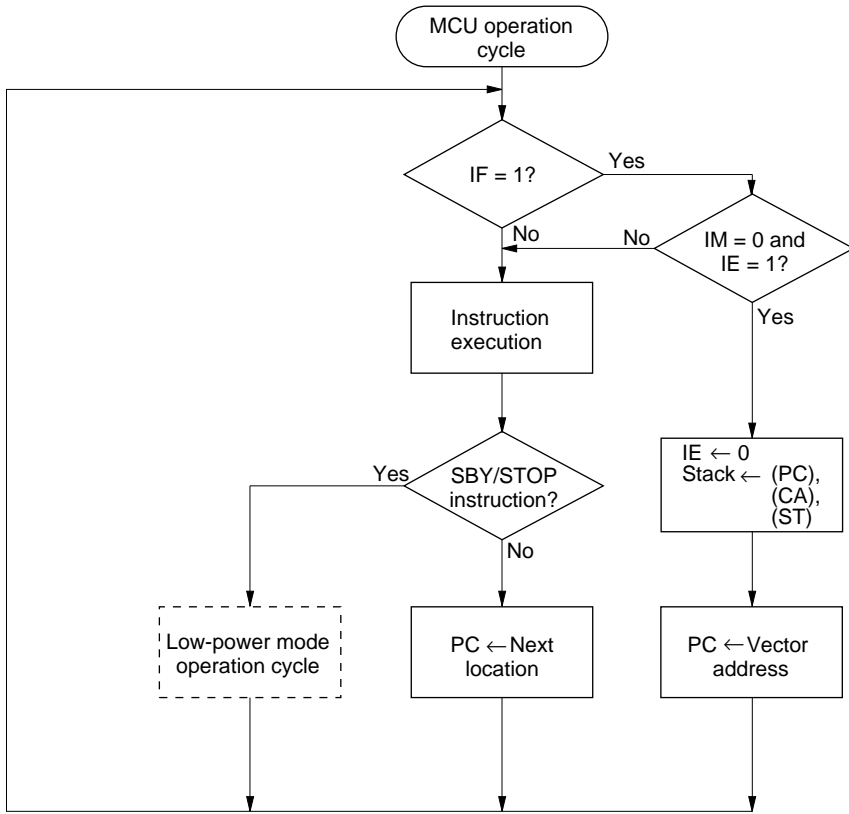 MCU operation
cycle
IF = 1?
Yes
No
No
IM = 0 and
IE = 1?
Yes
Instruction
execution
IE ← 0
Stack ← (PC),
(CA),
(ST)
Yes
SBY/STOP
instruction?
No
Low-power mode
operation cycle
PC ← Next
location
PC ← Vector
address